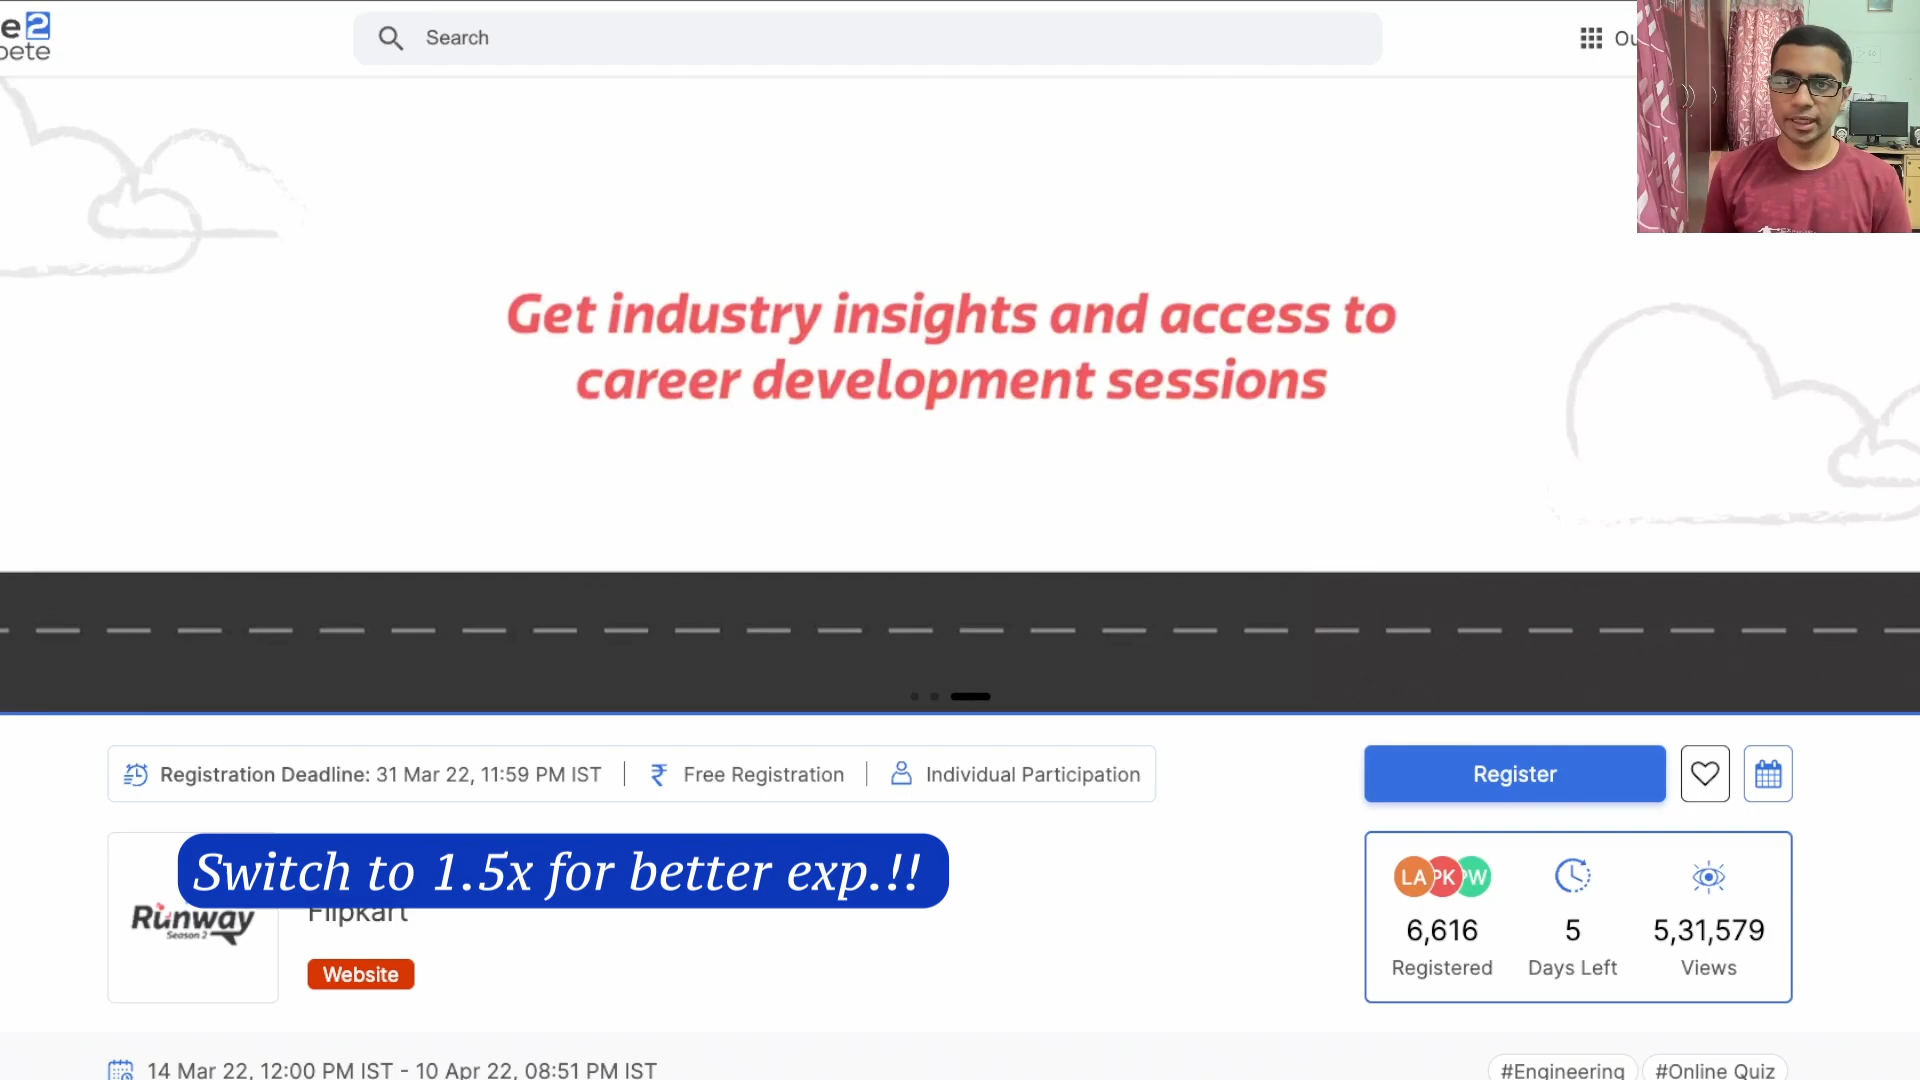 e2
pete
Search
Ou
Get industry insights and access to
career development sessions
Registration Deadline: 31 Mar 22, 11:59 PM IST
₹ Free Registration
Individual Participation
Register
Switch to 1.5x for better exp.!!
Runway
Season 2
Flipkart
Website
LA PK PW
6,616
Registered
5
Days Left
5,31,579
Views
14 Mar 22, 12:00 PM IST - 10 Apr 22, 08:51 PM IST
#Engineering
#Online Quiz